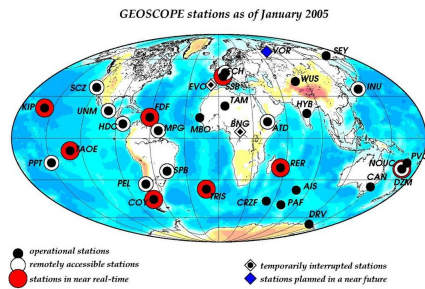 GEOSCOPE stations as of January 2005
VOR
SEY
ECH
SSB
EVO
WUS
INU
SCZ
KIP
UNM
FDF
TAM
HYB
HDC
MPG
MBO
BNG
ATD
PPT
TAOE
SPB
RER
NOUC
PVC
DZM
CAN
PEL
COY
TRIS
AIS
CRZF
PAF
DRV
operational stations
remotely accessible stations
stations in near real-time
temporarily interrupted stations
stations planned in a near future